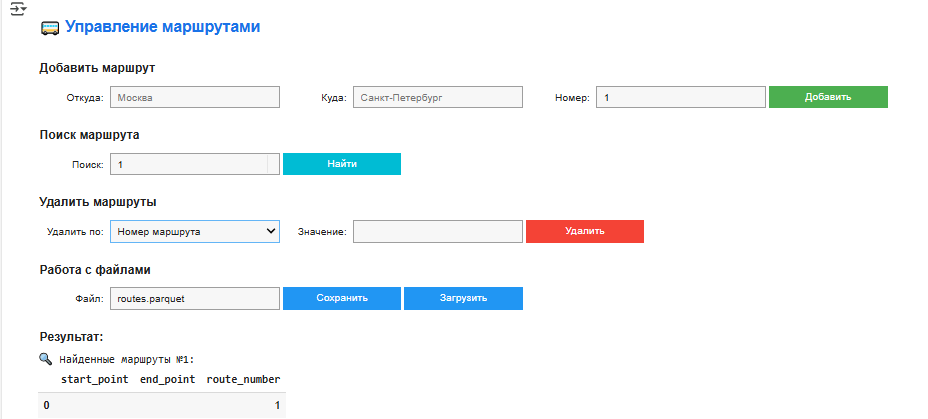 Управление маршрутами
Добавить маршрут
Откуда: Москва Куда: Санкт-Петербург Номер: 1 Добавить
Поиск маршрута
Поиск: 1 Найти
Удалить маршруты
Удалить по: Номер маршрута Значение: Удалить
Работа с файлами
Файл: routes.parquet Сохранить Загрузить
Результат:
Найденные маршруты №1:
start_point end_point route_number
0 1